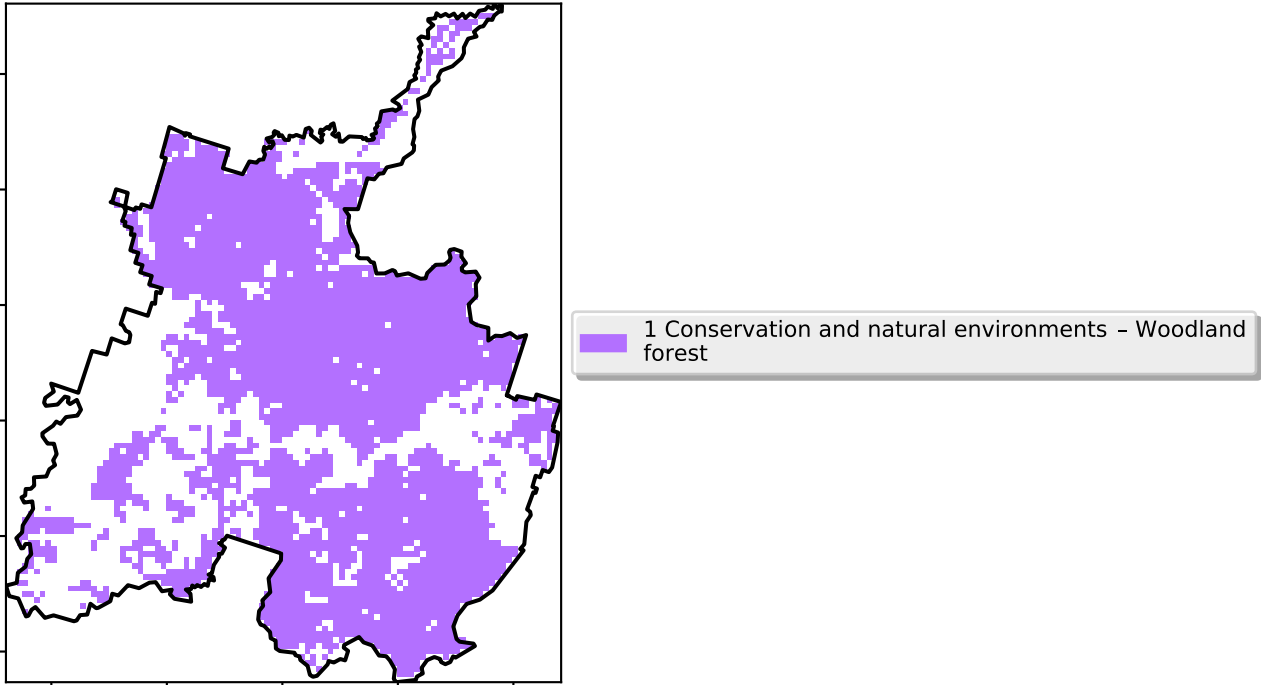 1 Conservation and natural environments – Woodland
forest